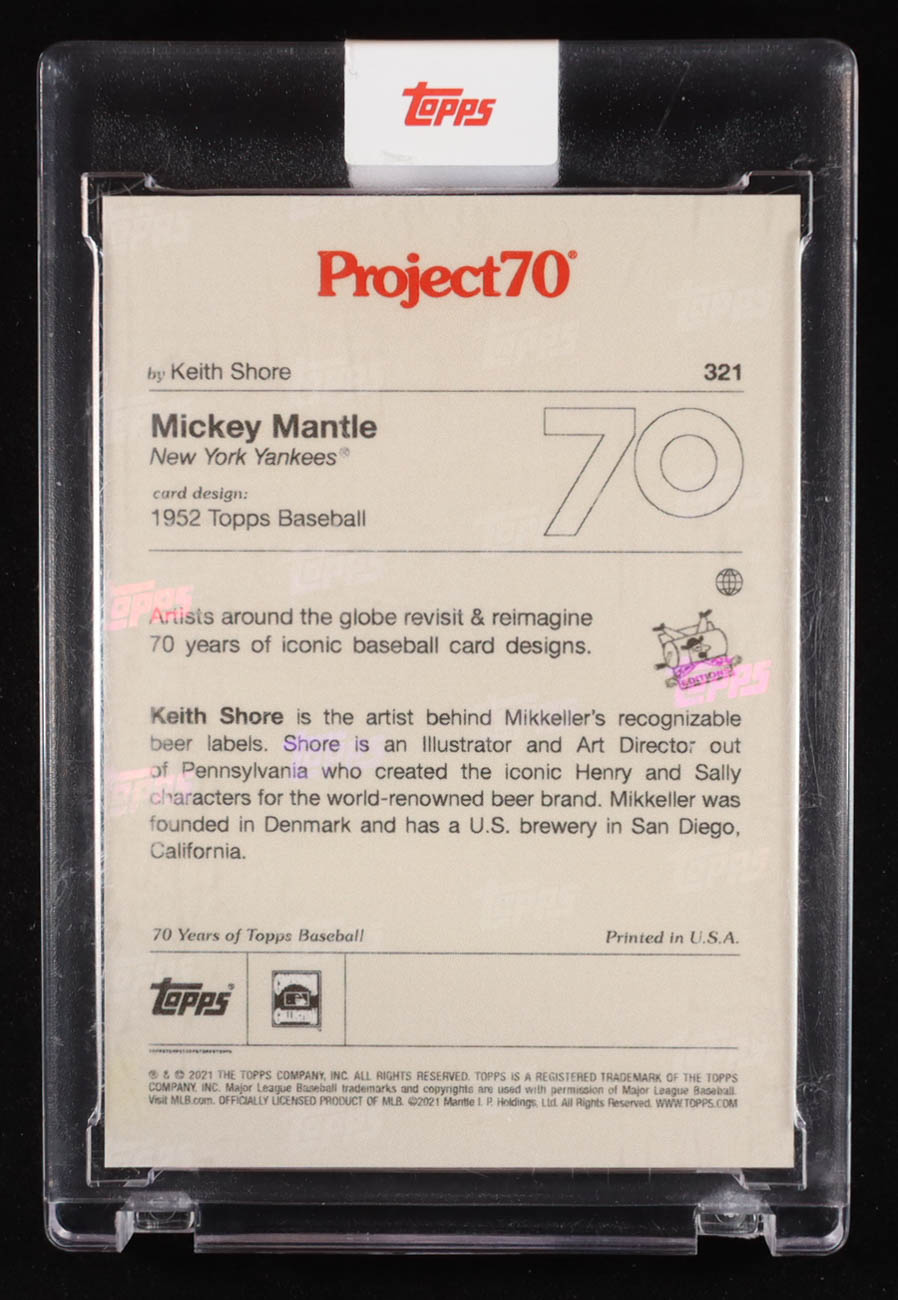 TOPPS
Project70®
by Keith Shore 321
Mickey Mantle
New York Yankees®
card design:
1952 Topps Baseball
70
Artists around the globe revisit & reimagine
70 years of iconic baseball card designs.
EDITIONS
TOPPS
TOPPS
Keith Shore is the artist behind Mikkeller's recognizable
beer labels. Shore is an Illustrator and Art Director out
of Pennsylvania who created the iconic Henry and Sally
characters for the world-renowned beer brand. Mikkeller was
founded in Denmark and has a U.S. brewery in San Diego,
California.
70 Years of Topps Baseball Printed in U.S.A.
TOPPS®
® & © 2021 THE TOPPS COMPANY, INC. ALL RIGHTS RESERVED. TOPPS IS A REGISTERED TRADEMARK OF THE TOPPS
COMPANY, INC. Major League Baseball trademarks and copyrights are used with permission of Major League Baseball.
Visit MLB.com. OFFICIALLY LICENSED PRODUCT OF MLB. ©2021 Mantle I. P. Holdings, Ltd. All Rights Reserved. WWW.TOPPS.COM